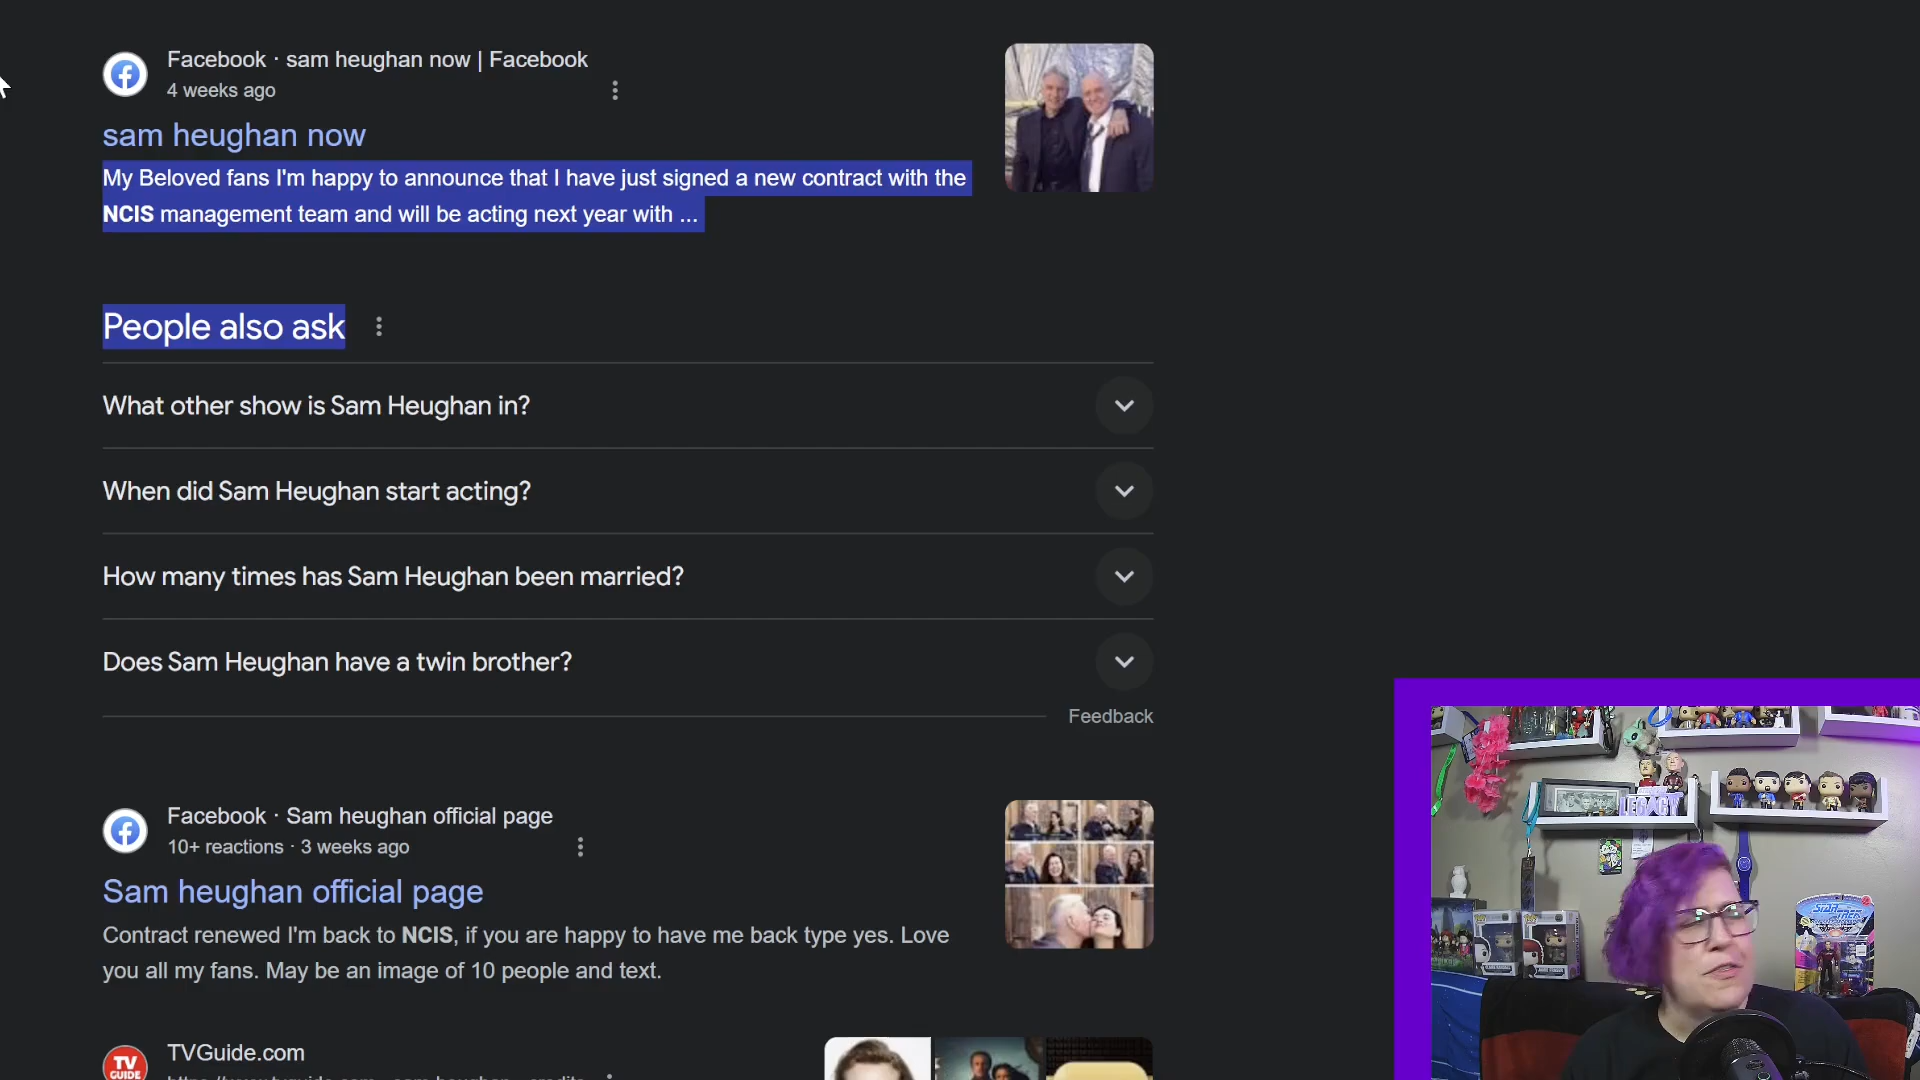 Facebook · sam heughan now | Facebook
4 weeks ago
sam heughan now
My Beloved fans I'm happy to announce that I have just signed a new contract with the
NCIS management team and will be acting next year with ...
People also ask
What other show is Sam Heughan in?
When did Sam Heughan start acting?
How many times has Sam Heughan been married?
Does Sam Heughan have a twin brother?
Feedback
Facebook · Sam heughan official page
10+ reactions · 3 weeks ago
Sam heughan official page
Contract renewed I'm back to NCIS, if you are happy to have me back type yes. Love
you all my fans. May be an image of 10 people and text.
TVGuide.com
TV
GUIDE
LEGACY
STAR TREK